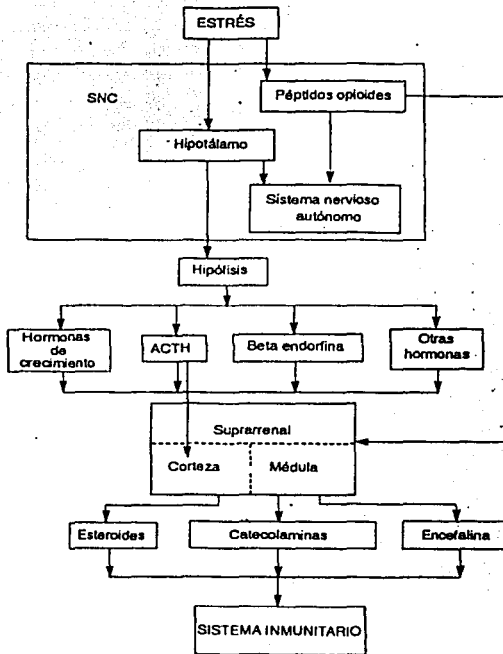 ESTRÉS
SNC
Péptidos opioides
Hipotálamo
Sistema nervioso
autónomo
Hipólisis
Hormonas
de
crecimiento
ACTH
Beta endorfina
Otras
hormonas
Suprarrenal
Corteza
Médula
Esteroides
Catecolaminas
Encefalina
SISTEMA INMUNITARIO